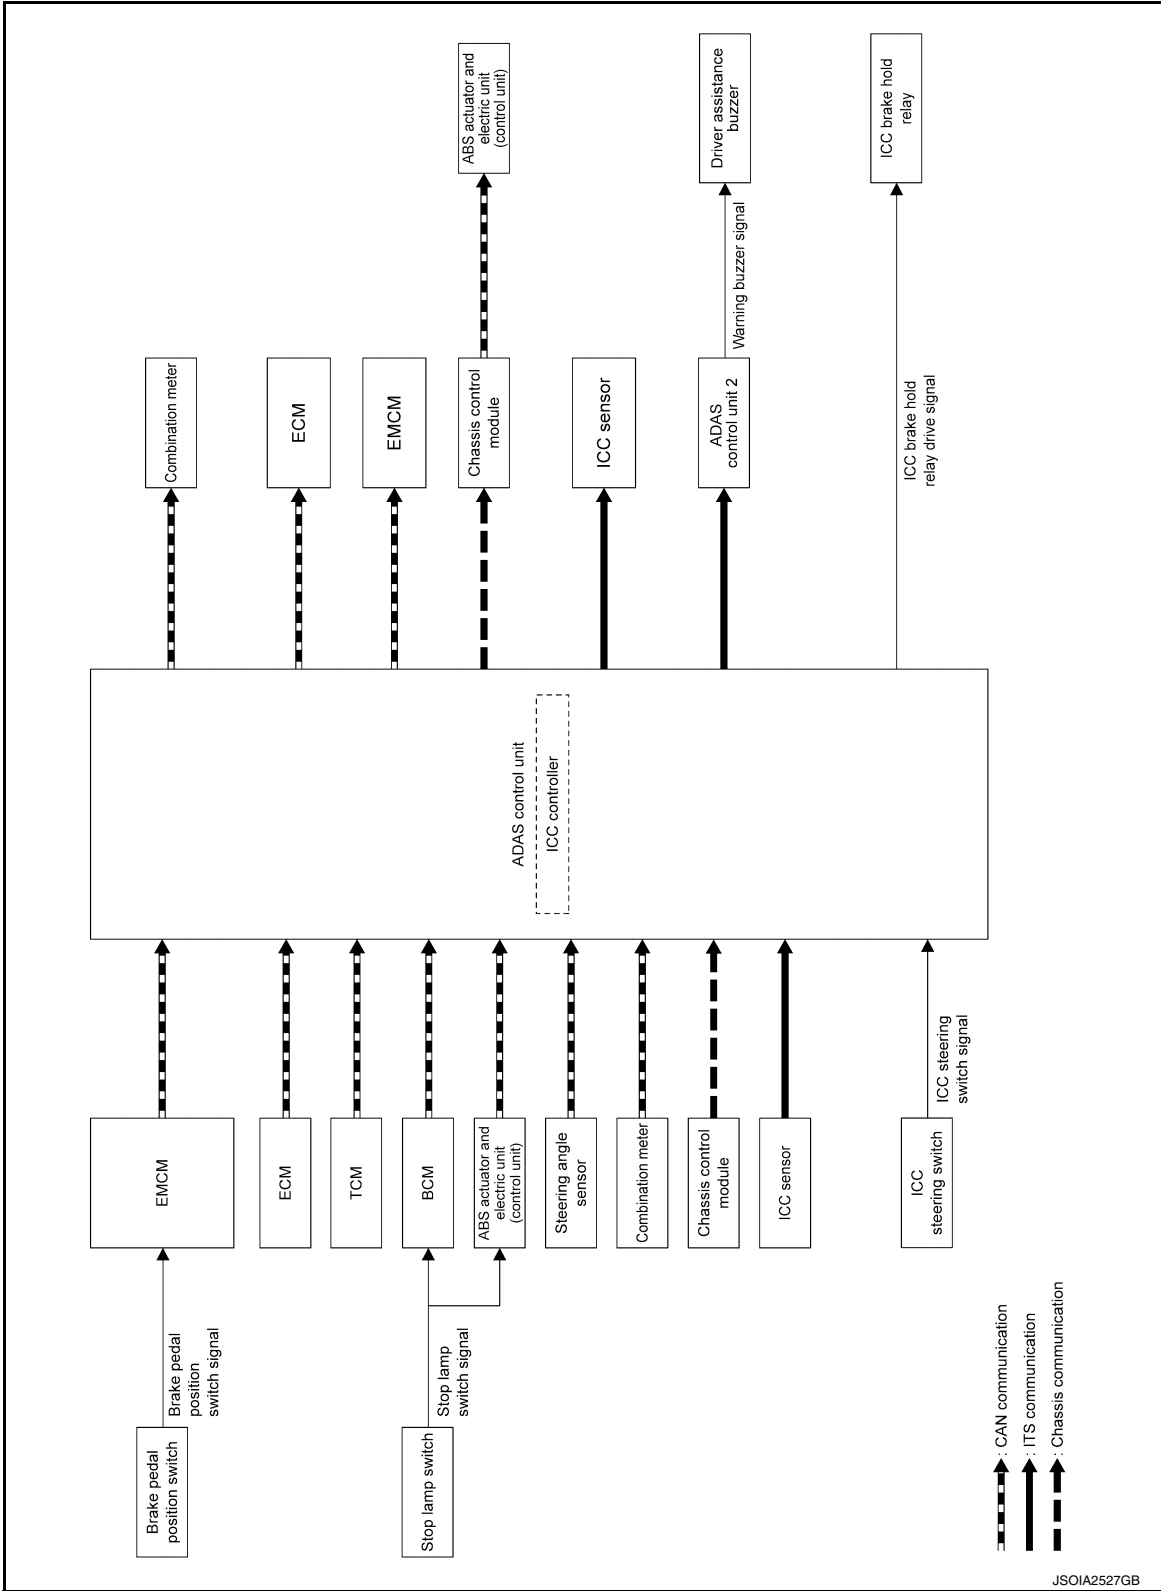 Brake pedal
position switch
Brake pedal
position
switch signal
EMCM
Stop lamp switch
Stop lamp
switch signal
ECM
TCM
BCM
ABS actuator and
electric unit
(control unit)
Steering angle
sensor
Combination meter
Chassis control
module
ICC sensor
ICC
steering switch
ICC steering
switch signal
ADAS control unit
ICC controller
Combination meter
ECM
EMCM
Chassis control
module
ABS actuator and
electric unit
(control unit)
ICC sensor
ADAS
control unit 2
Warning buzzer signal
Driver assistance
buzzer
ICC brake hold
relay drive signal
ICC brake hold
relay
: CAN communication
: ITS communication
: Chassis communication
JSOIA2527GB